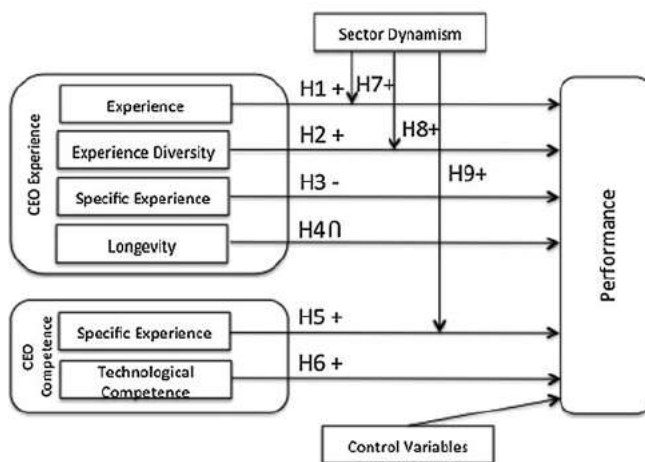 Sector Dynamism
CEO Experience
Experience
H1 +
H7+
Experience Diversity
H2 +
H8+
Specific Experience
H3 -
H9+
Longevity
H4∩
Performance
CEO
Competence
Specific Experience
H5 +
Technological
Competence
H6 +
Control Variables